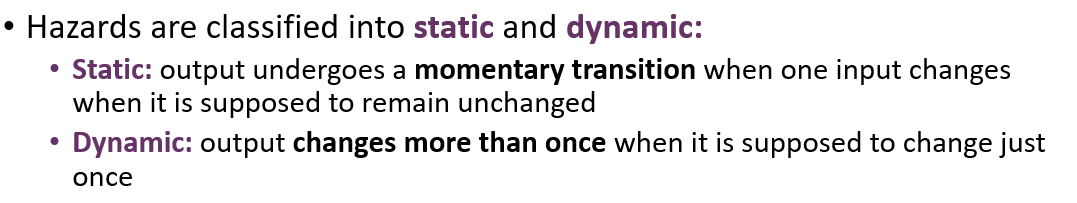 • Hazards are classified into static and dynamic:
• Static: output undergoes a momentary transition when one input changes
when it is supposed to remain unchanged
• Dynamic: output changes more than once when it is supposed to change just
once